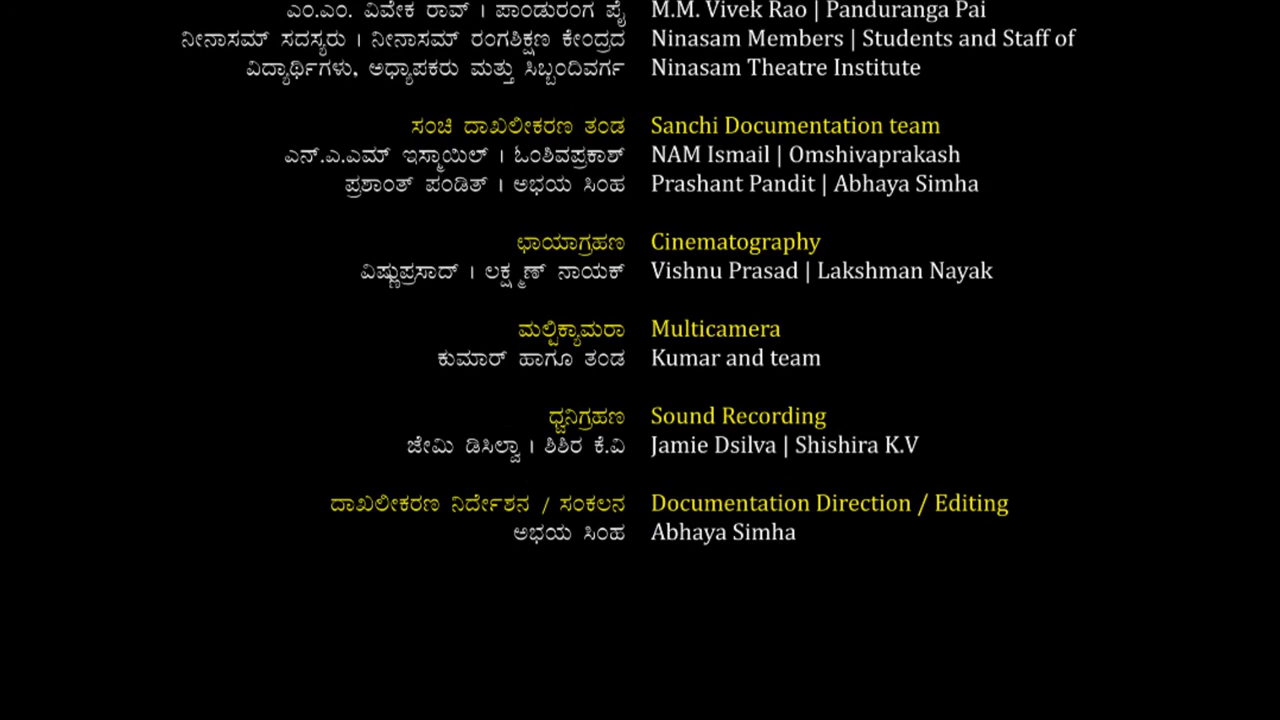 ಎಂ.ಎಂ. ವಿವೇಕ ರಾವ್ । ಪಾಂಡುರಂಗ ಪೈ M.M. Vivek Rao | Panduranga Pai
ನೀನಾಸಮ್ ಸದಸ್ಯರು । ನೀನಾಸಮ್ ರಂಗಶಿಕ್ಷಣ ಕೇಂದ್ರದ Ninasam Members | Students and Staff of
ವಿದ್ಯಾರ್ಥಿಗಳು, ಅಧ್ಯಾಪಕರು ಮತ್ತು ಸಿಬ್ಬಂದಿವರ್ಗ Ninasam Theatre Institute
ಸಂಚಿ ದಾಖಲೀಕರಣ ತಂಡ Sanchi Documentation team
ಎನ್.ಎ.ಎಮ್ ಇಸ್ಮಾಯಿಲ್ । ಓಂಶಿವಪ್ರಕಾಶ್ NAM Ismail | Omshivaprakash
ಪ್ರಶಾಂತ್ ಪಂಡಿತ್ । ಅಭಯ ಸಿಂಹ Prashant Pandit | Abhaya Simha
ಛಾಯಾಗ್ರಹಣ Cinematography
ವಿಷ್ಣುಪ್ರಸಾದ್ । ಲಕ್ಷ್ಮಣ್ ನಾಯಕ್ Vishnu Prasad | Lakshman Nayak
ಮಲ್ಟಿಕ್ಯಾಮರಾ Multicamera
ಕುಮಾರ್ ಹಾಗೂ ತಂಡ Kumar and team
ಧ್ವನಿಗ್ರಹಣ Sound Recording
ಜೇಮಿ ಡಿಸಿಲ್ವಾ । ಶಿಶಿರ ಕೆ.ವಿ Jamie Dsilva | Shishira K.V
ದಾಖಲೀಕರಣ ನಿರ್ದೇಶನ / ಸಂಕಲನ Documentation Direction / Editing
ಅಭಯ ಸಿಂಹ Abhaya Simha